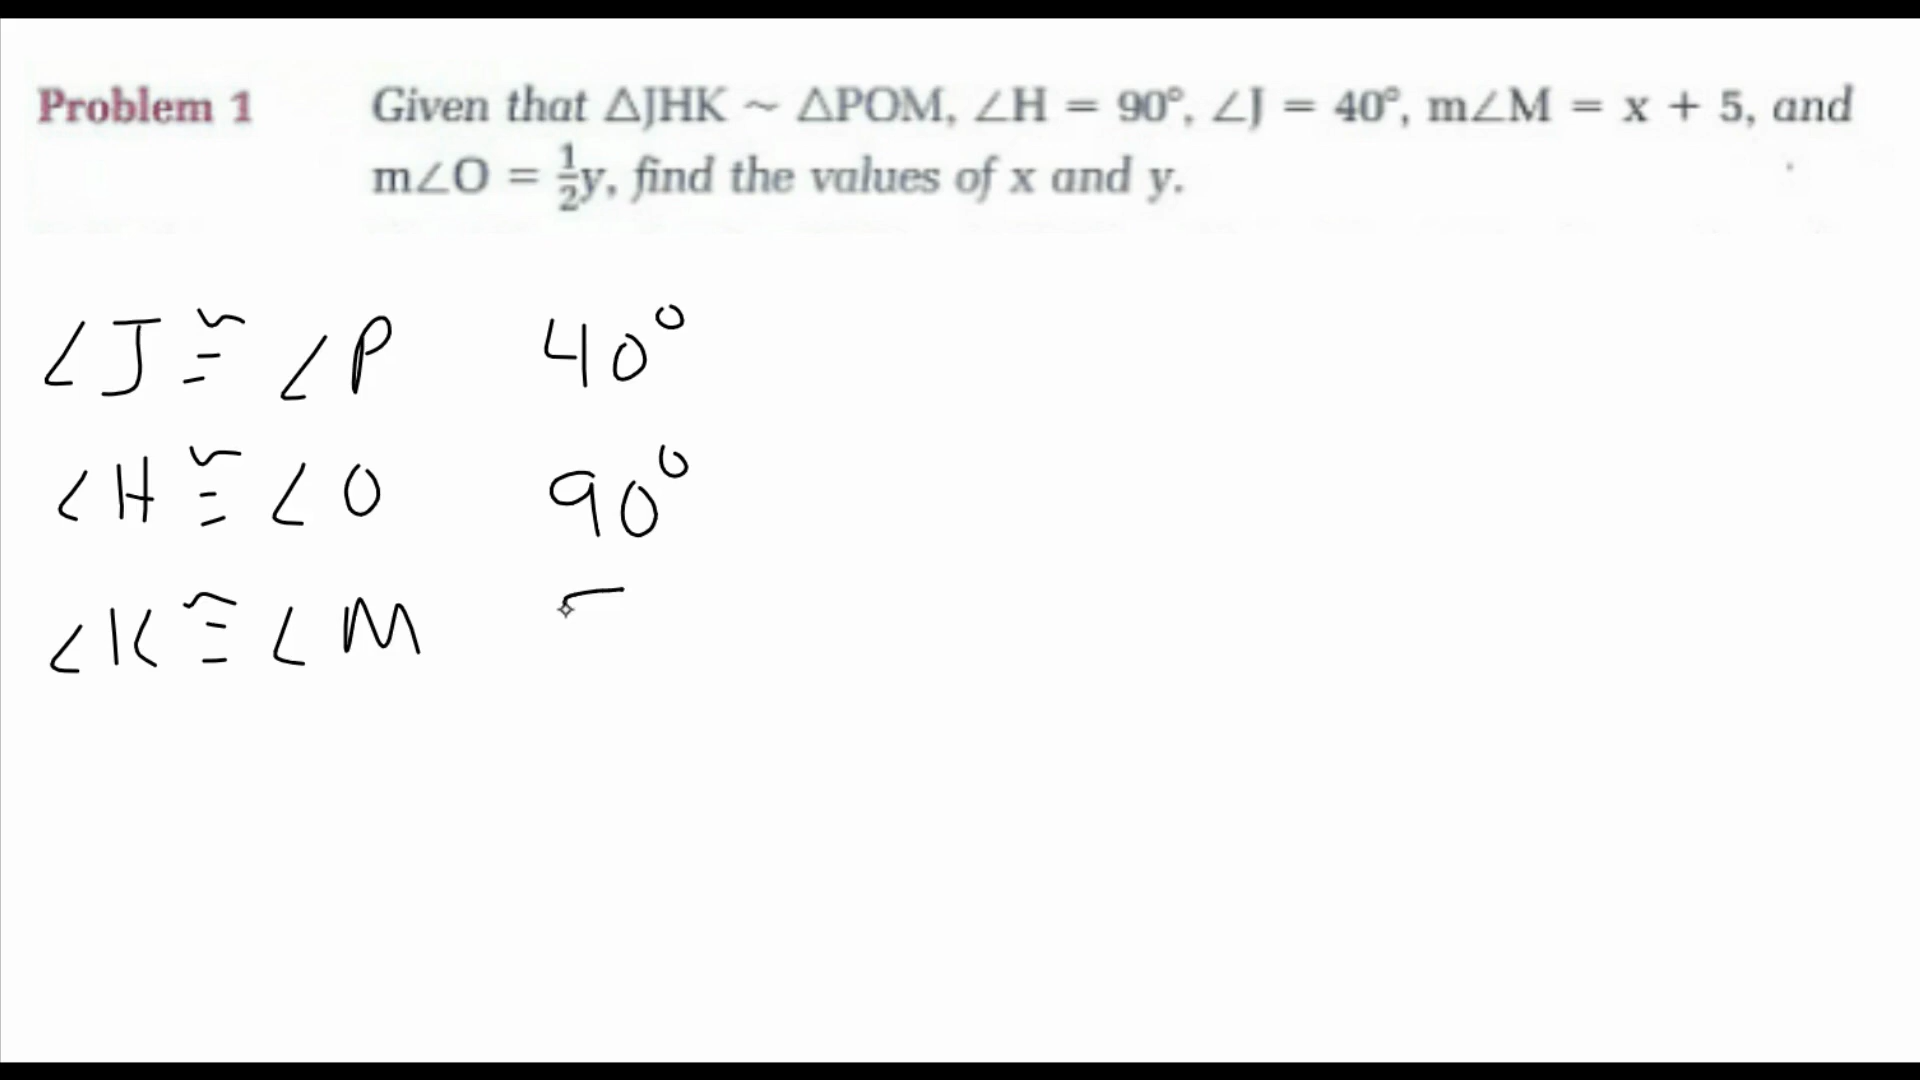 Problem 1 Given that △JHK ~ △POM, ∠H = 90°, ∠J = 40°, m∠M = x + 5, and
m∠O = ½y, find the values of x and y.
∠J ≅ ∠P 40°
∠H ≅ ∠O 90°
∠K ≅ ∠M